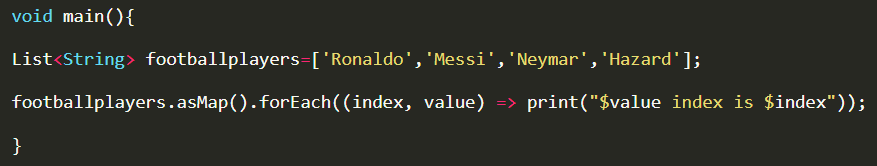 void main(){
List<String> footballplayers=['Ronaldo','Messi','Neymar','Hazard'];
footballplayers.asMap().forEach((index, value) => print("$value index is $index"));
}